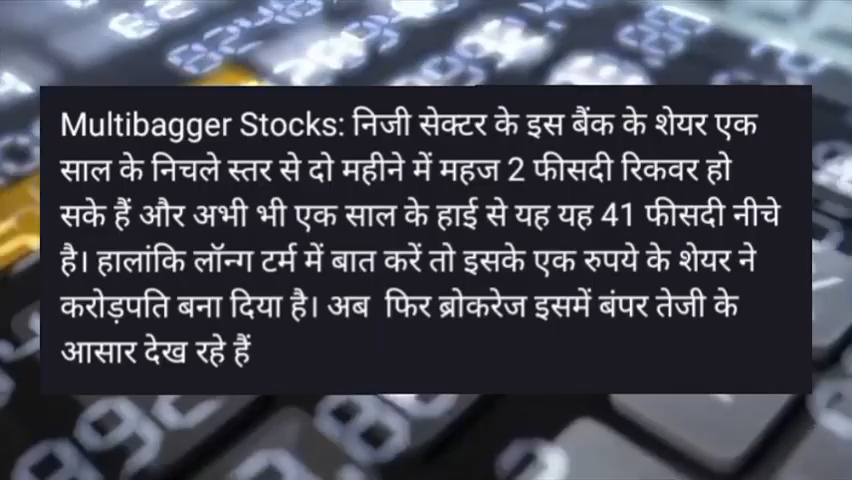 Multibagger Stocks: निजी सेक्टर के इस बैंक के शेयर एक
साल के निचले स्तर से दो महीने में महज 2 फीसदी रिकवर हो
सके हैं और अभी भी एक साल के हाई से यह यह 41 फीसदी नीचे
है। हालांकि लॉन्ग टर्म में बात करें तो इसके एक रुपये के शेयर ने
करोड़पति बना दिया है। अब फिर ब्रोकरेज इसमें बंपर तेजी के
आसार देख रहे हैं